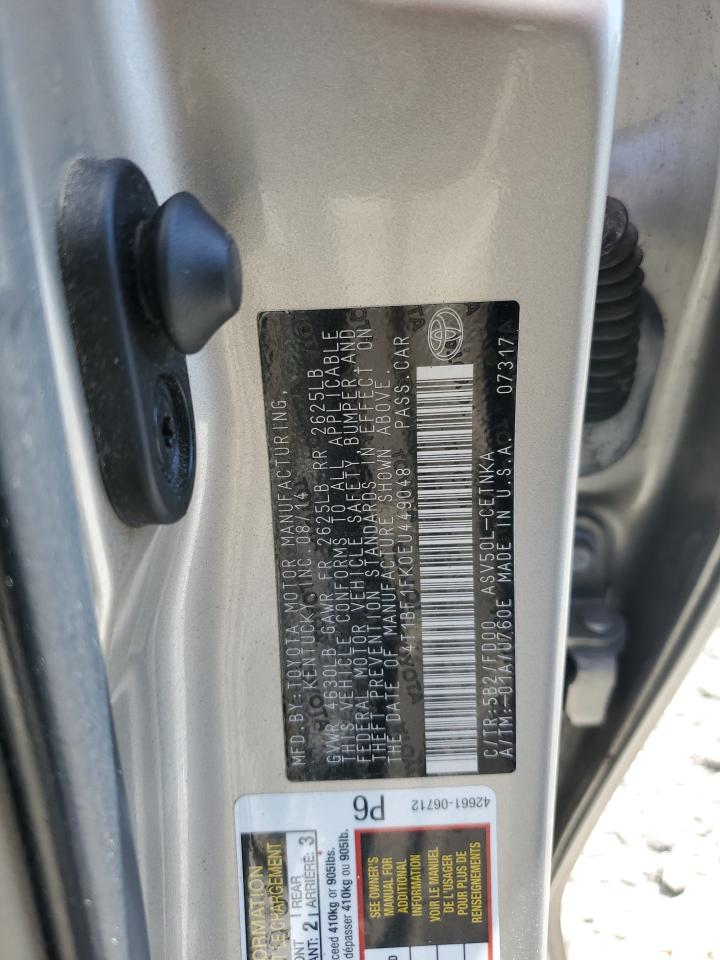 MFD. BY: TOYOTA MOTOR MANUFACTURING,
KENTUCKY, INC 08/14
GVWR 4630LB GAWR FR 2625LB RR 2625LB
THIS VEHICLE CONFORMS TO ALL APPLICABLE
FEDERAL MOTOR VEHICLE SAFETY, BUMPER AND
THEFT PREVENTION STANDARDS IN EFFECT ON
THE DATE OF MANUFACTURE SHOWN ABOVE.
4T1BF1FK0EU449048 PASS.CAR
C/TR:5B2/FD00 ASV50L-CETNKA
A/TM:-01A/U760E MADE IN U.S.A. 07317
P6
42661-06712
REAR
ARRIÈRE 3
2
ceed 410kg or 905lbs.
dépasser 410kg ou 905lb.
SEE OWNER'S
MANUAL FOR
ADDITIONAL
INFORMATION
VOIR LE MANUEL
DE L'USAGER
POUR PLUS DE
RENSEIGNEMENTS